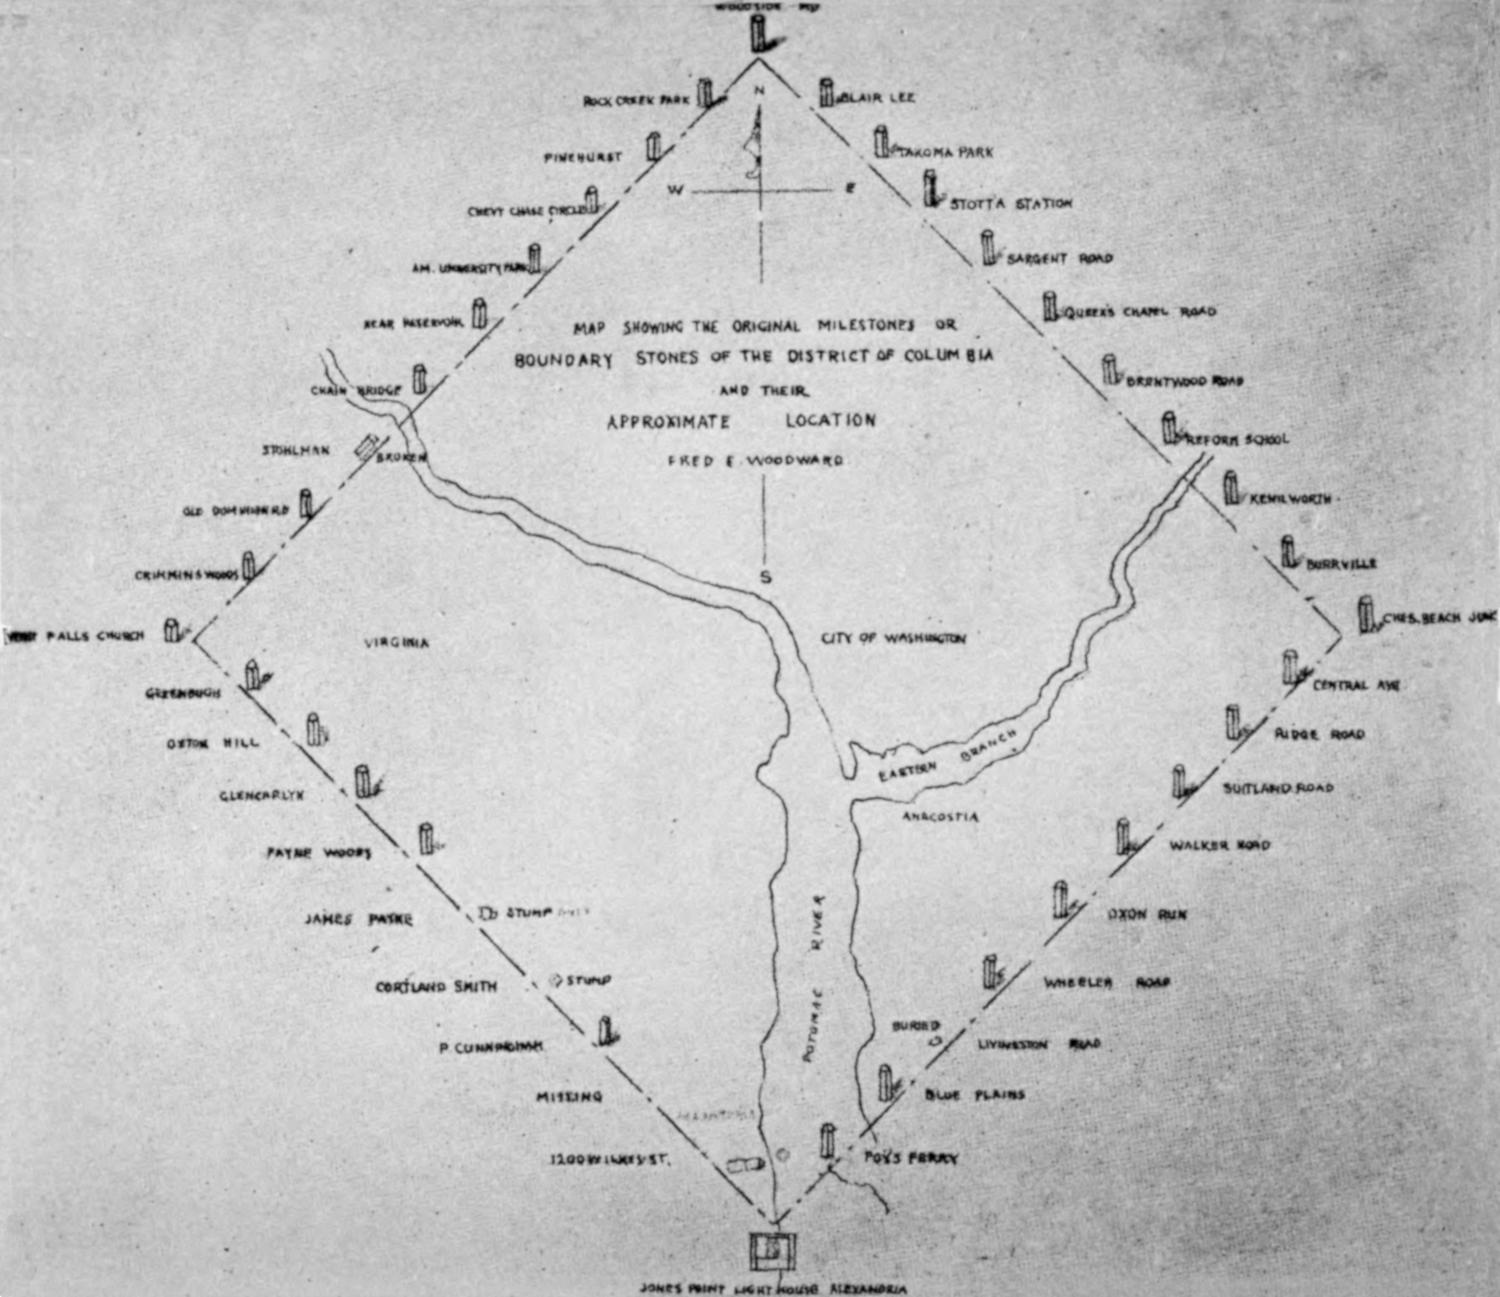 WOODSIDE MD
ROCK CREEK PARK
N
BLAIR LEE
PINEHURST
TAKOMA PARK
W
E
CHEVY CHASE CIRCLE
STOTTA STATION
AM. UNIVERSITY PARK
SARGENT ROAD
NEAR RESERVOIR
QUEEN'S CHAPEL ROAD
MAP SHOWING THE ORIGINAL MILESTONES OR
BOUNDARY STONES OF THE DISTRICT OF COLUMBIA
AND THEIR
APPROXIMATE LOCATION
FRED E. WOODWARD
CHAIN BRIDGE
BRENTWOOD ROAD
STOHLMAN
BROKEN
REFORM SCHOOL
OLD DOMINION RD
KENILWORTH
CRIMMINS WOODS
BURRVILLE
S
FALLS CHURCH
VIRGINIA
CITY OF WASHINGTON
CHES. BEACH JUNC
GREENOUGH
CENTRAL AVE
OXTON HILL
EASTERN BRANCH
RIDGE ROAD
GLENCARLYN
SUITLAND ROAD
ANACOSTIA
PAYNE WOODS
WALKER ROAD
JAMES PAYNE
STUMP
OXON RUN
POTOMAC RIVER
CORTLAND SMITH
STUMP
WHEELER ROAD
P. CUNNINGHAM
BURIED
LIVINGSTON ROAD
MISSING
BLUE PLAINS
1200 WILKES ST.
FOX'S FERRY
JONES POINT LIGHT HOUSE ALEXANDRIA